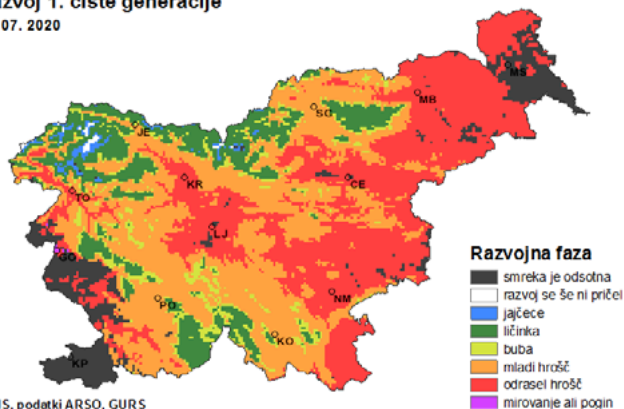 1. čiste generacije
07. 2020
MS
MB
SG
JE
KR
CE
TO
LJ
GO
NM
PO
KO
KP
Razvojna faza
smreka je odsotna
razvoj se še ni pričel
jajčece
ličinka
buba
mladi hrošč
odrasel hrošč
mirovanje ali pogin
podatki ARSO, GURS